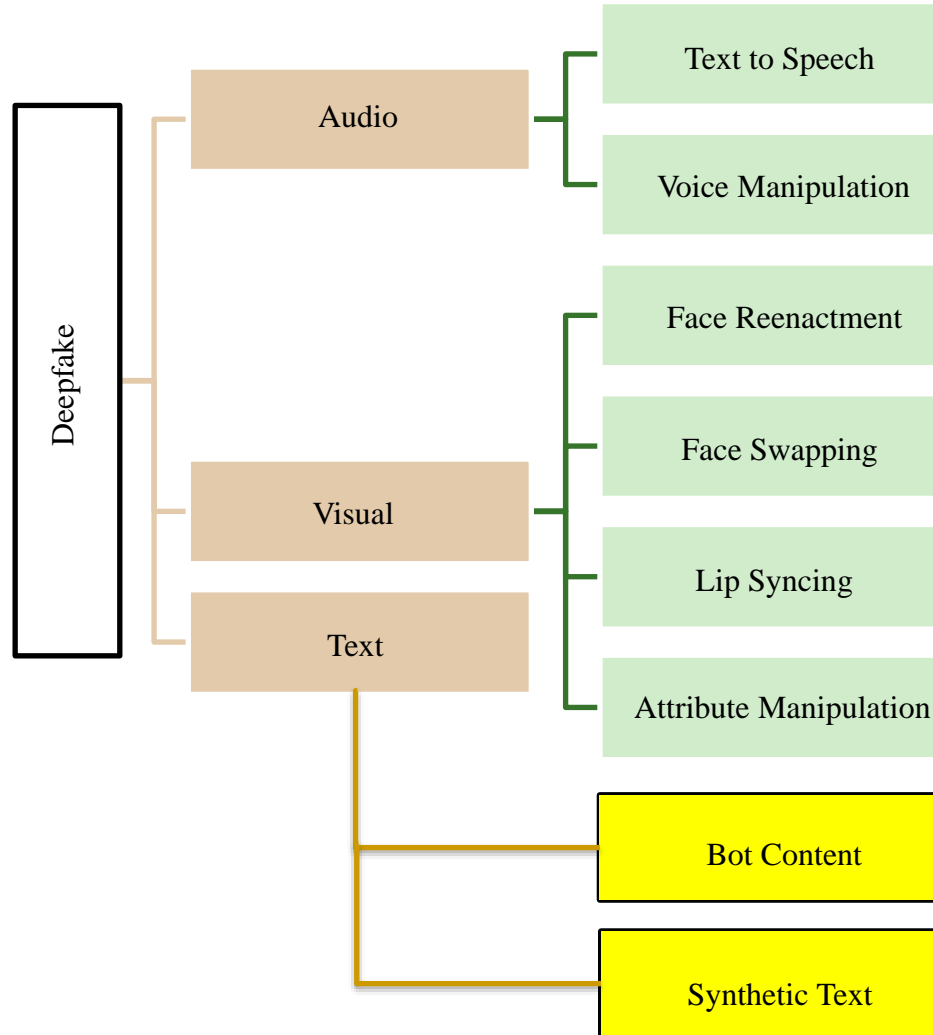 Deepfake
Audio
Text to Speech
Voice Manipulation
Visual
Face Reenactment
Face Swapping
Lip Syncing
Attribute Manipulation
Text
Bot Content
Synthetic Text